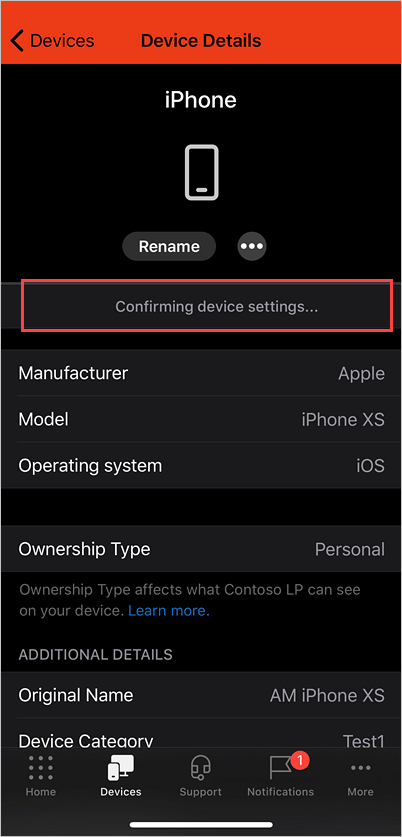 Devices Device Details
iPhone
Rename
Confirming device settings...
Manufacturer Apple
Model iPhone XS
Operating system iOS
Ownership Type Personal
Ownership Type affects what Contoso LP can see
on your device. Learn more.
ADDITIONAL DETAILS
Original Name AM iPhone XS
Device Category Test1
1
Home Devices Support Notifications More